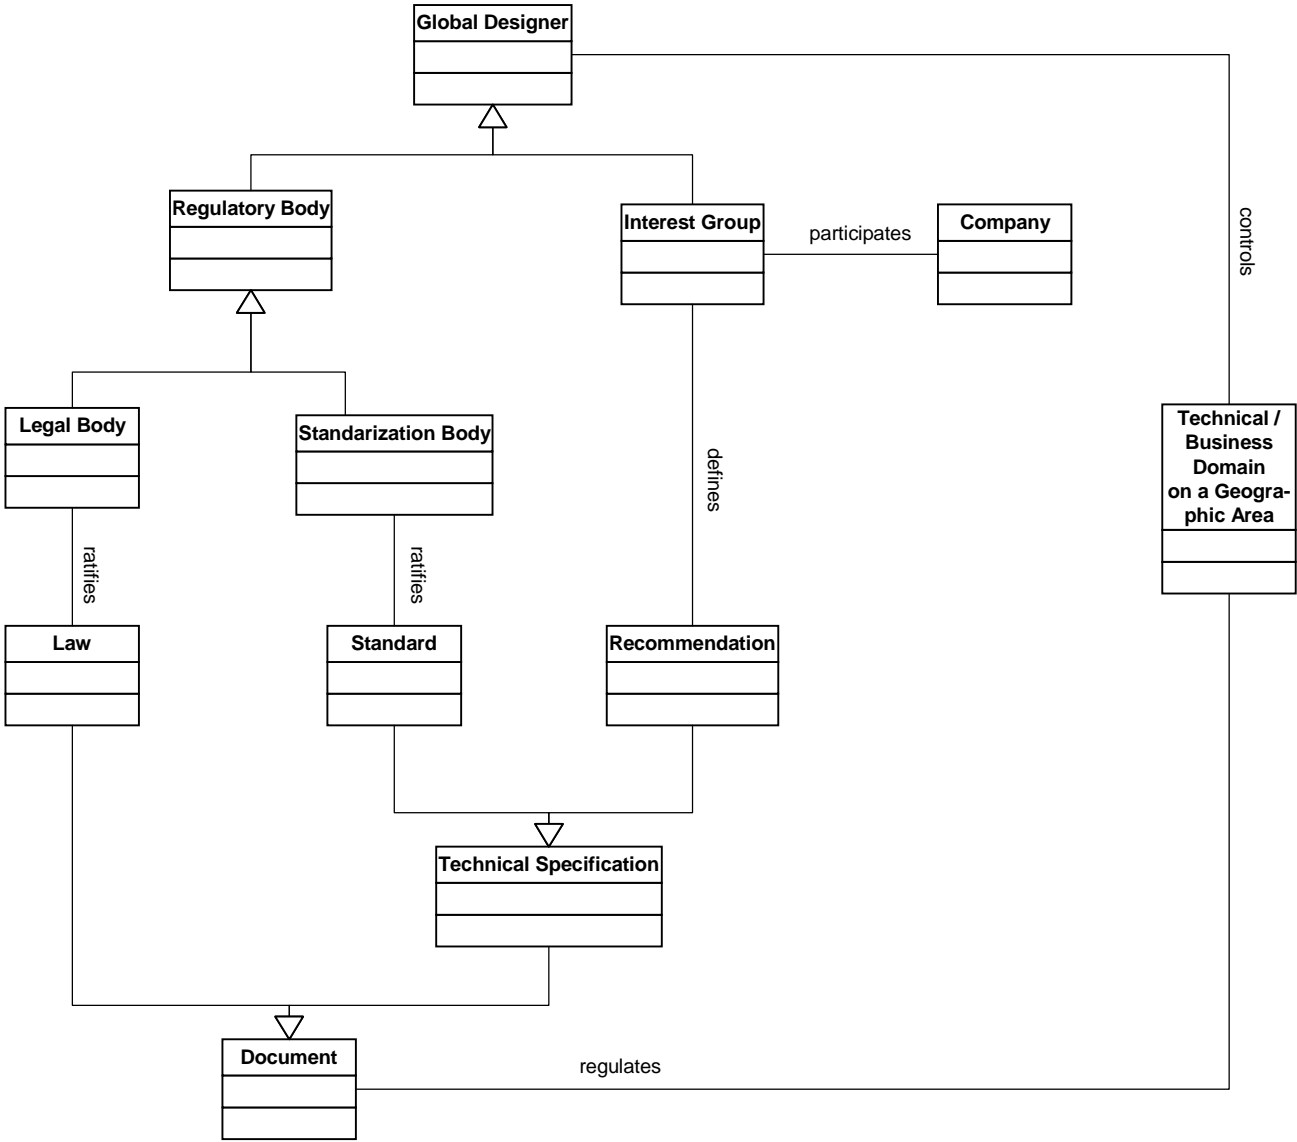 Global Designer
Regulatory Body
Interest Group
participates
Company
controls
Legal Body
Standarization Body
defines
Technical /
Business
Domain
on a Geogra-
phic Area
ratifies
ratifies
Law
Standard
Recommendation
Technical Specification
Document
regulates